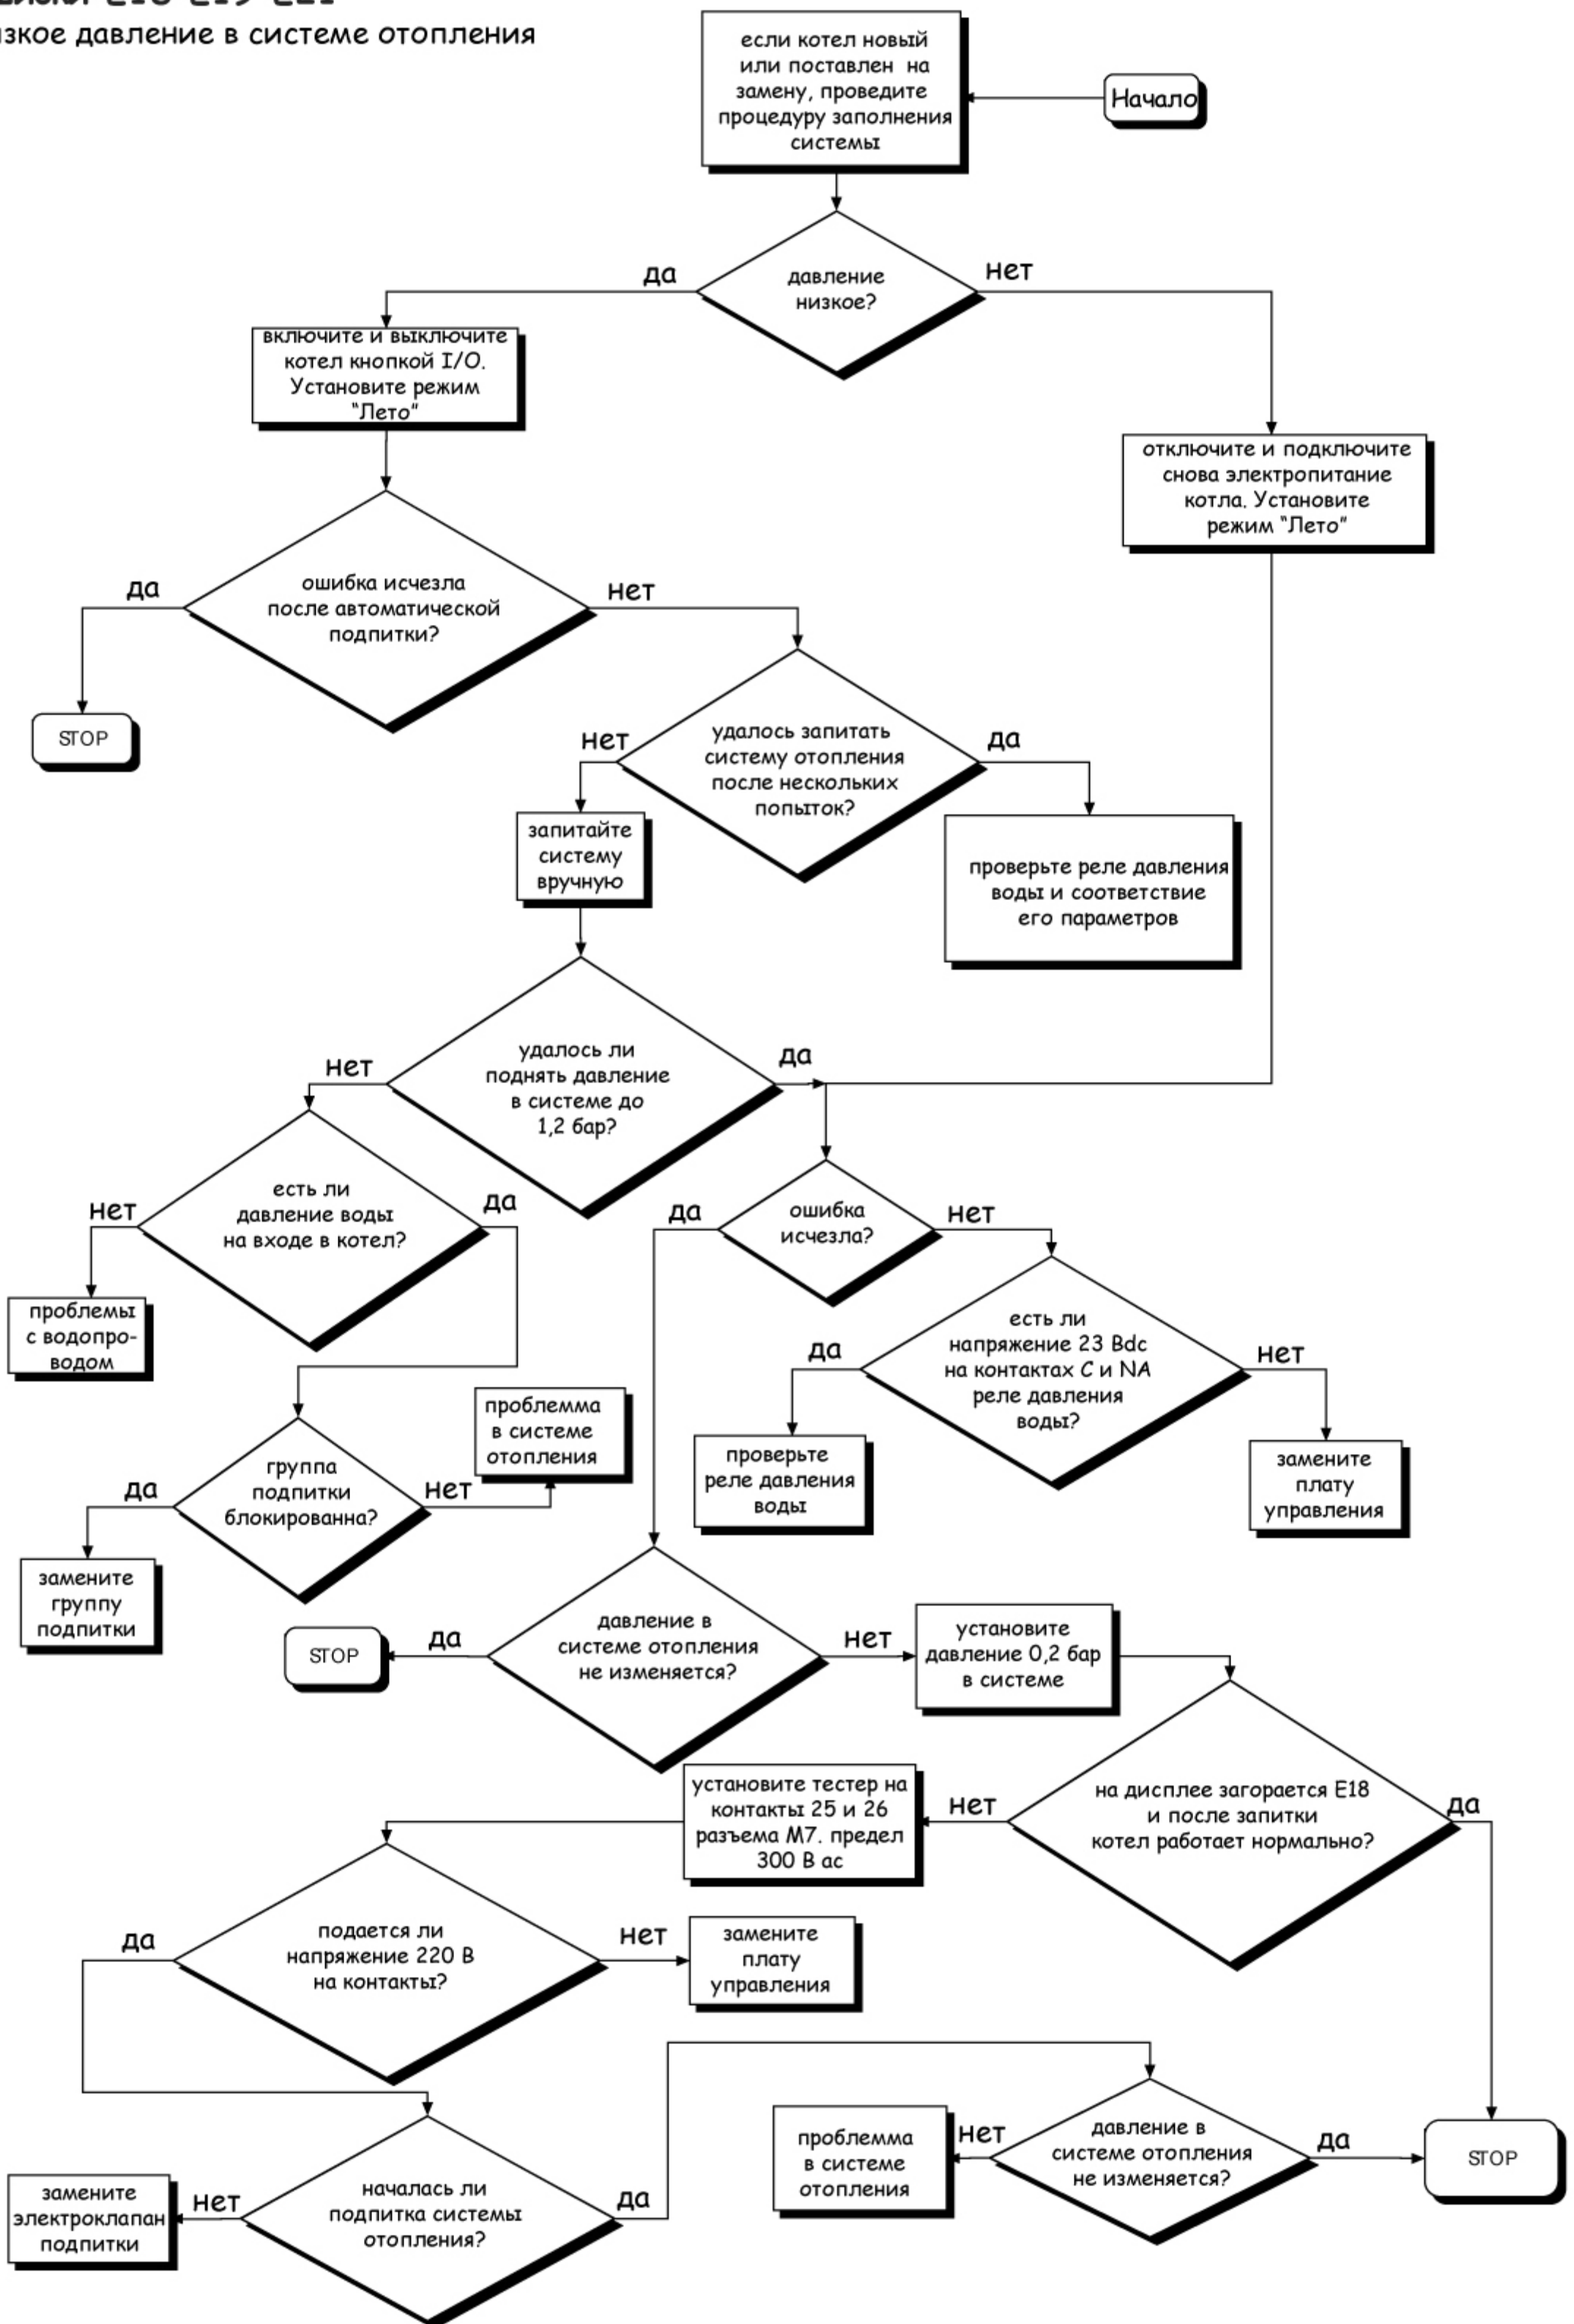 изкое давление в системе отопления
если котел новый
или поставлен на
замену, проведите
процедуру заполнения
системы
Начало
давление
низкое?
да
нет
включите и выключите
котел кнопкой I/O.
Установите режим
"Лето"
отключите и подключите
снова электропитание
котла. Установите
режим "Лето"
ошибка исчезла
после автоматической
подпитки?
да
нет
STOP
удалось запитать
систему отопления
после нескольких
попыток?
нет
да
запитайте
систему
вручную
проверьте реле давления
воды и соответствие
его параметров
удалось ли
поднять давление
в системе до
1,2 бар?
нет
да
есть ли
давление воды
на входе в котел?
нет
да
ошибка
исчезла?
да
нет
проблемы
с водопро-
водом
есть ли
напряжение 23 Bdc
на контактах C и NA
реле давления
воды?
да
нет
проблемма
в системе
отопления
проверьте
реле давления
воды
замените
плату
управления
группа
подпитки
блокированна?
да
нет
замените
группу
подпитки
давление в
системе отопления
не изменяется?
да
нет
STOP
установите
давление 0,2 бар
в системе
на дисплее загорается E18
и после запитки
котел работает нормально?
нет
да
установите тестер на
контакты 25 и 26
разъема M7. предел
300 В ac
подается ли
напряжение 220 В
на контакты?
да
нет
замените
плату
управления
давление в
системе отопления
не изменяется?
нет
да
проблемма
в системе
отопления
STOP
началась ли
подпитка системы
отопления?
нет
да
замените
электроклапан
подпитки